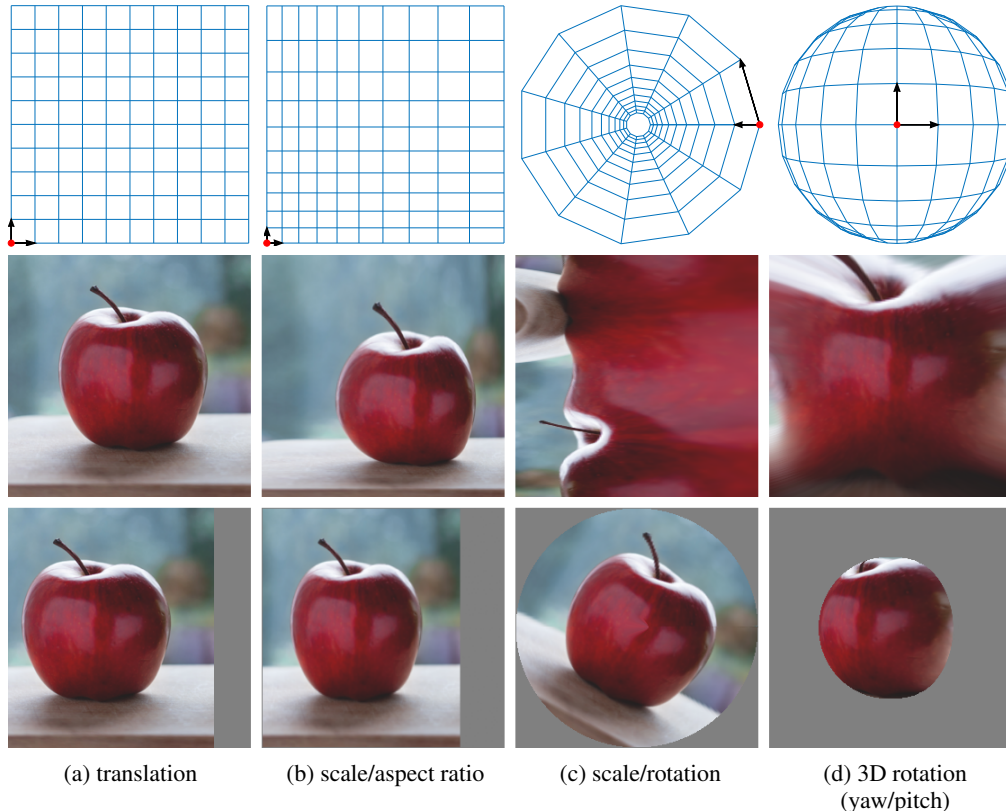 (a) translation
(b) scale/aspect ratio
(c) scale/rotation
(d) 3D rotation
(yaw/pitch)